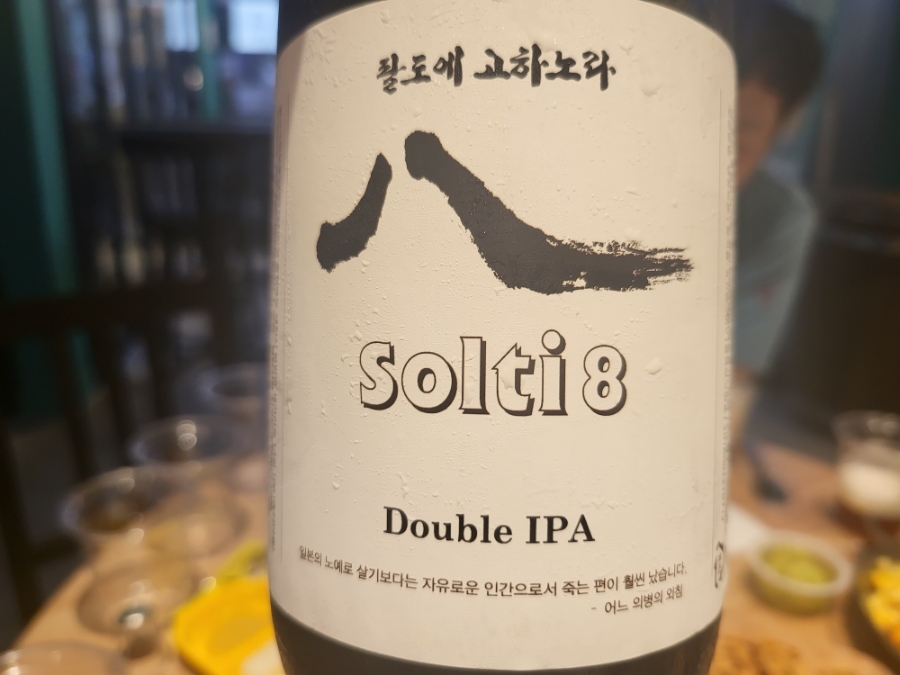 팔도에 고하노라
八
Solti 8
Double IPA
일본의 노예로 살기보다는 자유로운 인간으로서 죽는 편이 훨씬 났습니다.
- 어느 의병의 외침